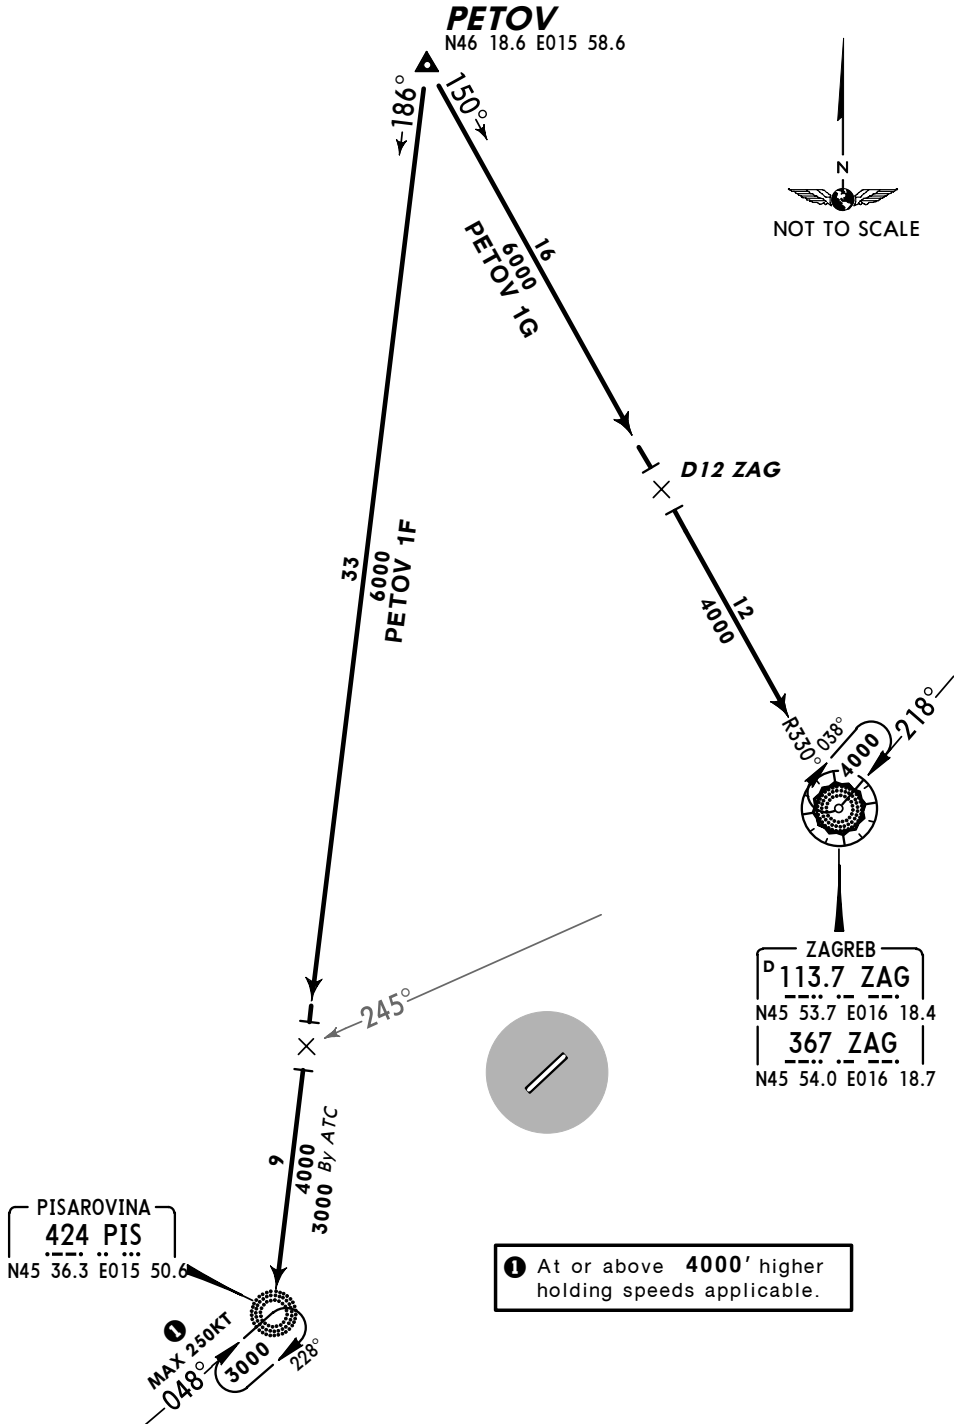 PETOV
N46 18.6 E015 58.6
186°
150°
N
NOT TO SCALE
16
6000
PETOV 1G
D12 ZAG
33
6000
PETOV 1F
12
4000
R330°
038°
4000
218°
ZAGREB
D 113.7 ZAG
N45 53.7 E016 18.4
367 ZAG
N45 54.0 E016 18.7
245°
9
4000
3000 By ATC
PISAROVINA
424 PIS
N45 36.3 E015 50.6
1
MAX 250KT
048°
3000
228°
1 At or above 4000' higher
holding speeds applicable.